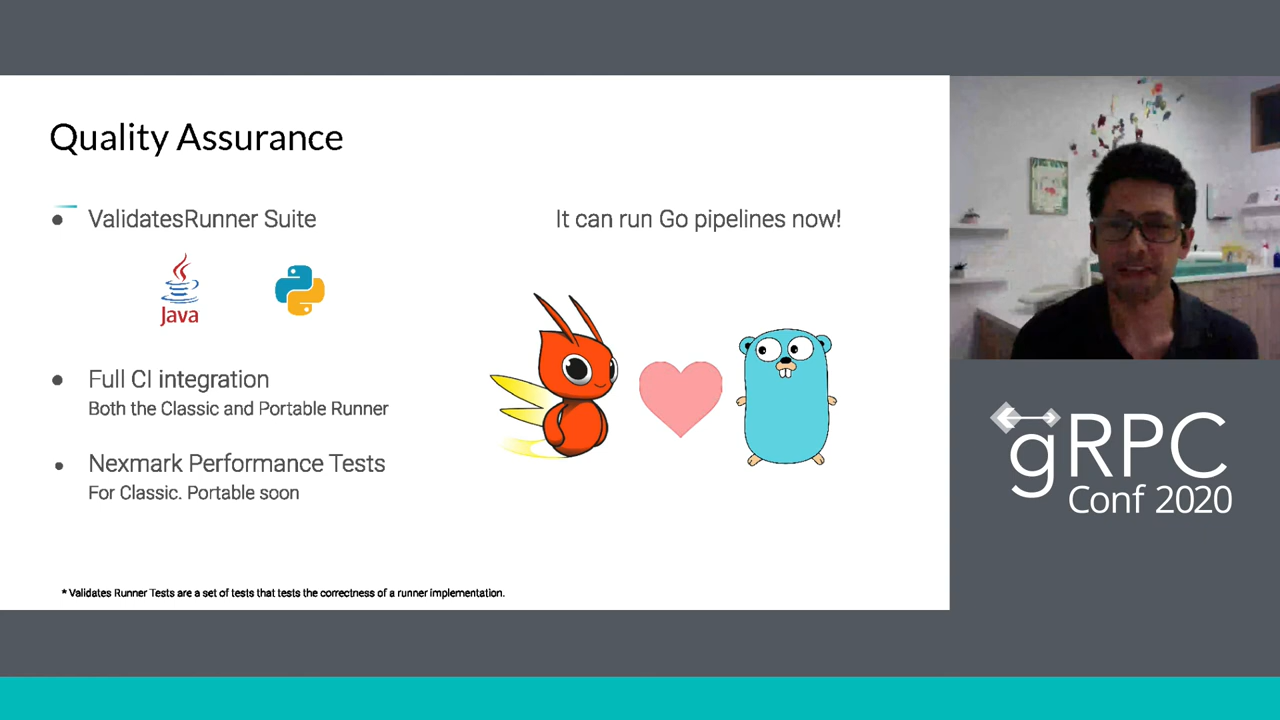 Quality Assurance
● ValidatesRunner Suite
Java
● Full CI integration
Both the Classic and Portable Runner
● Nexmark Performance Tests
For Classic. Portable soon
It can run Go pipelines now!
* Validates Runner Tests are a set of tests that tests the correctness of a runner implementation.
gRPC
Conf 2020